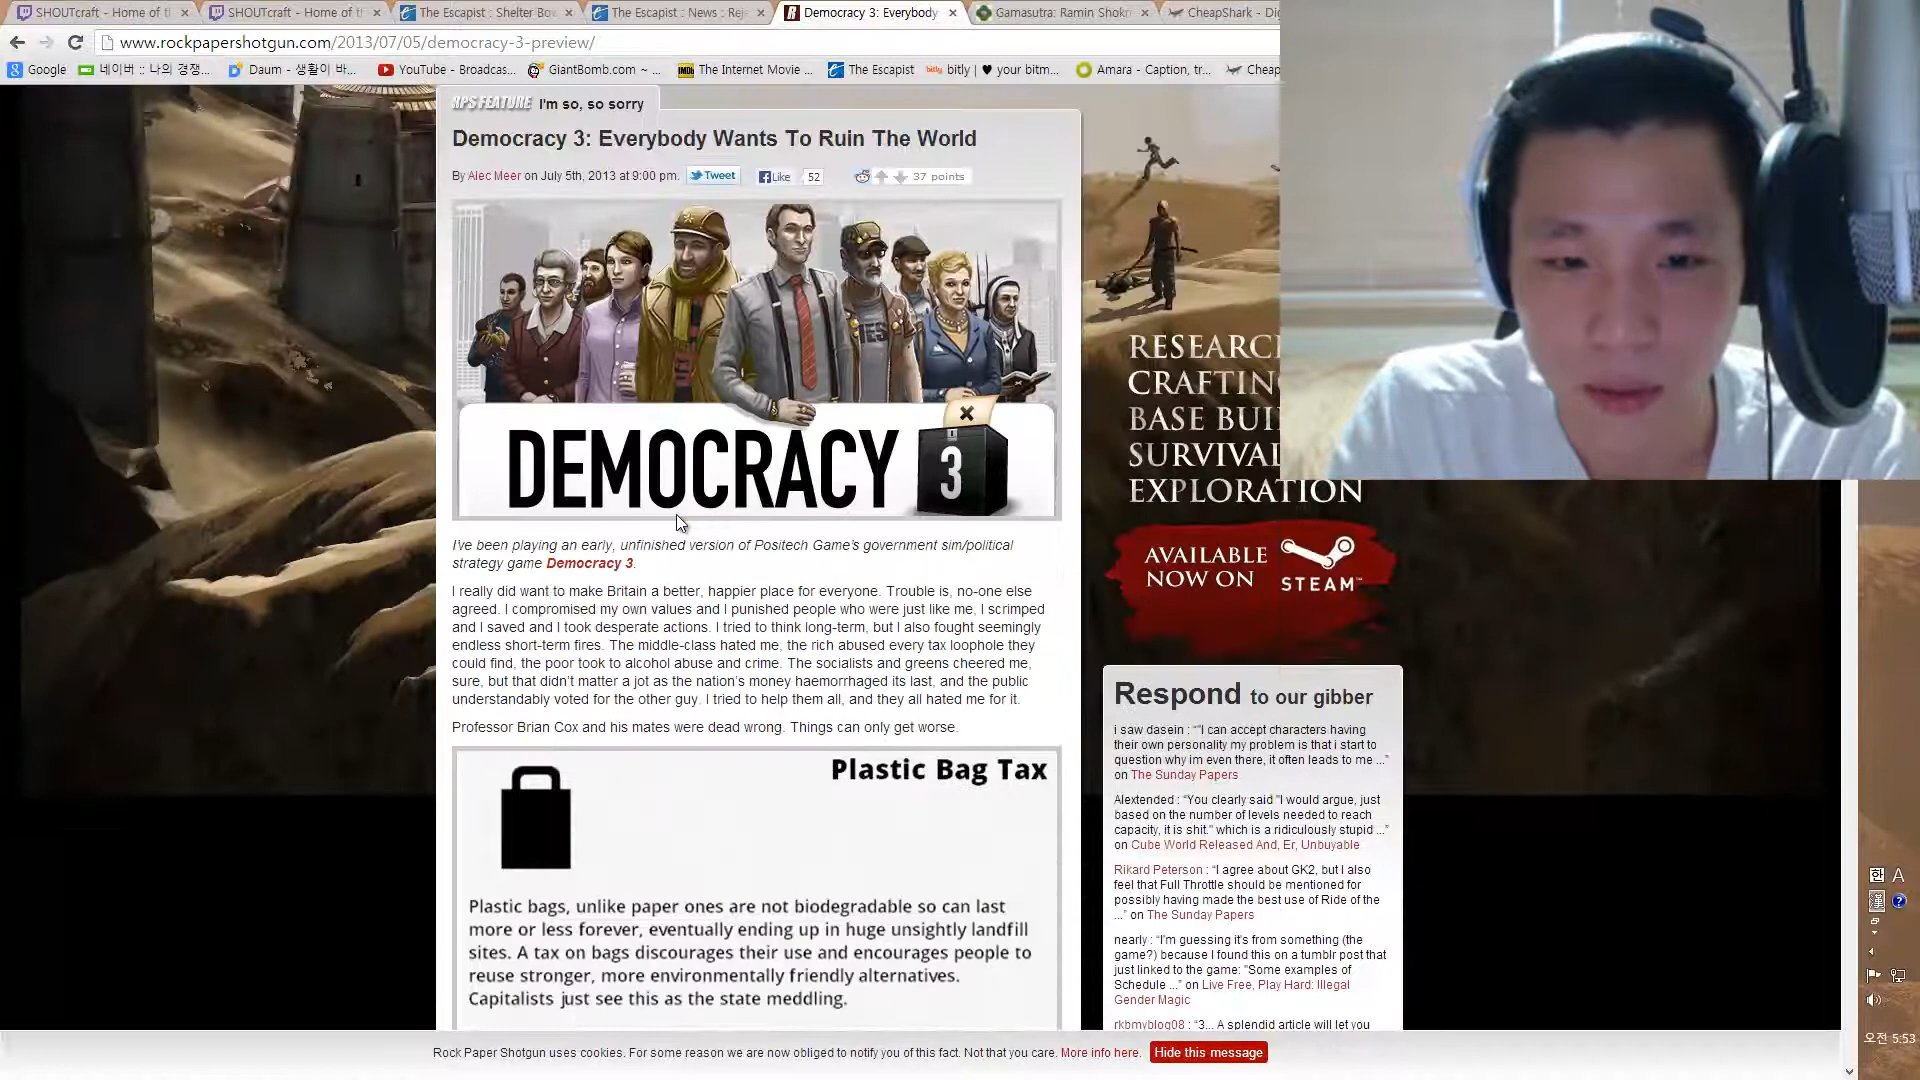 SHOUTcraft - Home of t
SHOUTcraft - Home of t
The Escapist : Shelter Bo
The Escapist : News : Rej
Democracy 3: Everybody
Gamasutra: Ramin Shok
CheapShark - Dig
www.rockpapershotgun.com/2013/07/05/democracy-3-preview/
Google
네이버 :: 나의 경쟁...
Daum - 생활이 바...
YouTube - Broadcas...
GiantBomb.com ~ ...
The Internet Movie ...
The Escapist
bitly | ♥ your bitm...
Amara - Caption, tr...
Cheap
RPS FEATURE I'm so, so sorry
Democracy 3: Everybody Wants To Ruin The World
By Alec Meer on July 5th, 2013 at 9:00 pm.
Tweet
Like
52
37 points
DEMOCRACY 3
I've been playing an early, unfinished version of Positech Game's government sim/political
strategy game Democracy 3.
I really did want to make Britain a better, happier place for everyone. Trouble is, no-one else
agreed. I compromised my own values and I punished people who were just like me, I scrimped
and I saved and I took desperate actions. I tried to think long-term, but I also fought seemingly
endless short-term fires. The middle-class hated me, the rich abused every tax loophole they
could find, the poor took to alcohol abuse and crime. The socialists and greens cheered me,
sure, but that didn't matter a jot as the nation's money haemorrhaged its last, and the public
understandably voted for the other guy. I tried to help them all, and they all hated me for it.
Professor Brian Cox and his mates were dead wrong. Things can only get worse.
Plastic Bag Tax
Plastic bags, unlike paper ones are not biodegradable so can last
more or less forever, eventually ending up in huge unsightly landfill
sites. A tax on bags discourages their use and encourages people to
reuse stronger, more environmentally friendly alternatives.
Capitalists just see this as the state meddling.
RESEARC
CRAFTIN
BASE BUI
SURVIVAL
EXPLORATION
AVAILABLE
NOW ON
STEAM™
Respond to our gibber
i saw dasein : ""I can accept characters having
their own personality my problem is that i start to
question why im even there, it often leads to me ..."
on The Sunday Papers
Alextended : "You clearly said "I would argue, just
based on the number of levels needed to reach
capacity, it is shit." which is a ridiculously stupid ..."
on Cube World Released And, Er, Unbuyable
Rikard Peterson : "I agree about GK2, but I also
feel that Full Throttle should be mentioned for
possibly having made the best use of Ride of the
..." on The Sunday Papers
nearly : "I'm guessing it's from something (the
game?) because I found this on a tumblr post that
just linked to the game: "Some examples of
Schedule ..." on Live Free, Play Hard: Illegal
Gender Magic
rkbmyblog08 : "3... A splendid article will let you
Rock Paper Shotgun uses cookies. For some reason we are now obliged to notify you of this fact. Not that you care. More info here.
Hide this message
한 A
漢
오전 5:53